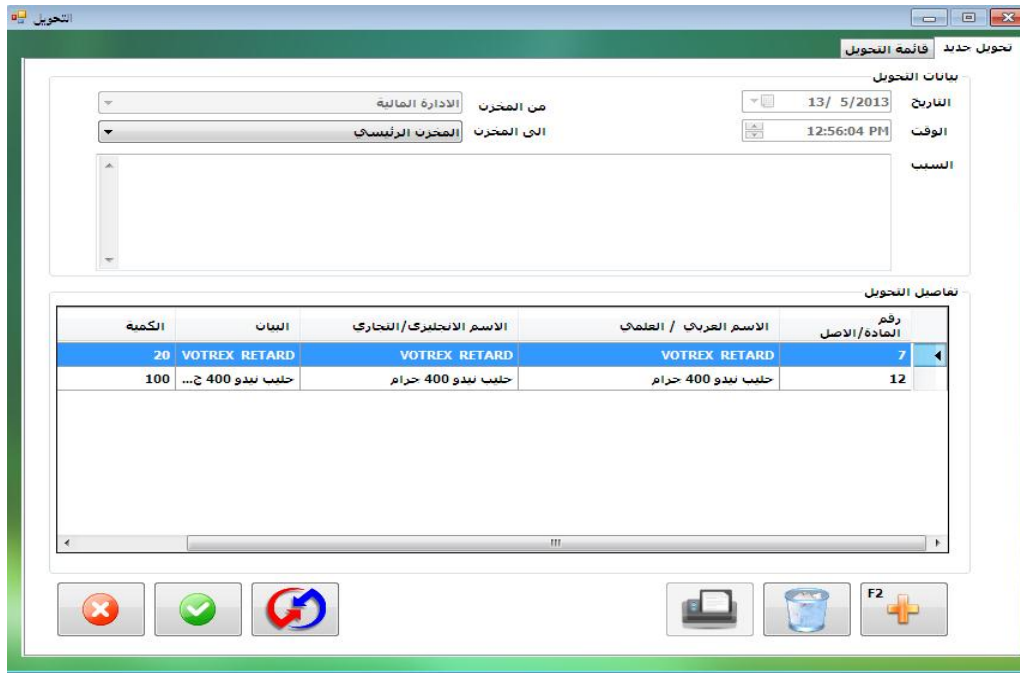 التحويل
تحويل جديد قائمة التحويل
بيانات التحويل
التاريخ 13/ 5/2013 من المخزن الادارة المالية
الوقت 12:56:04 PM الى المخزن المخزن الرئيسي
السبب
تفاصيل التحويل
رقم المادة/الاصل الاسم العربي / العلمي الاسم الانجليزي/التجاري البيان الكمية
7 VOTREX RETARD VOTREX RETARD VOTREX RETARD 20
12 حليب نيدو 400 جرام حليب نيدو 400 جرام حليب نيدو 400 ج... 100
F2